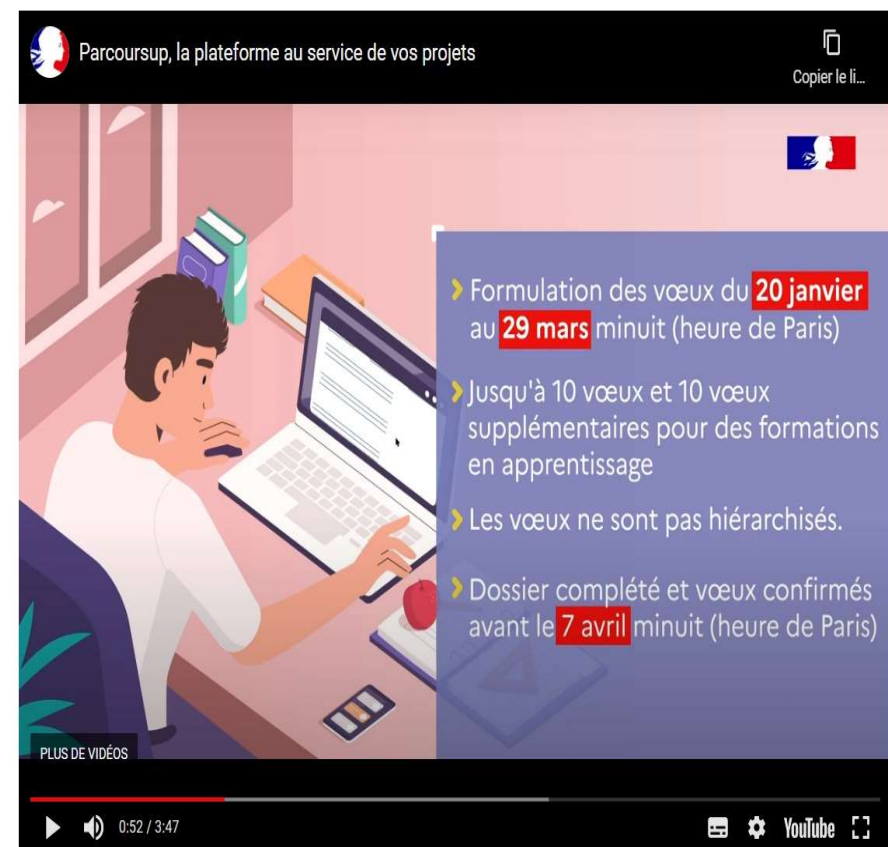 Parcoursup, la plateforme au service de vos projets
Copier le li...
Formulation des vœux du 20 janvier
au 29 mars minuit (heure de Paris)
Jusqu'à 10 vœux et 10 vœux
supplémentaires pour des formations
en apprentissage
Les vœux ne sont pas hiérarchisés.
Dossier complété et vœux confirmés
avant le 7 avril minuit (heure de Paris)
PLUS DE VIDÉOS
0:52 / 3:47
YouTube